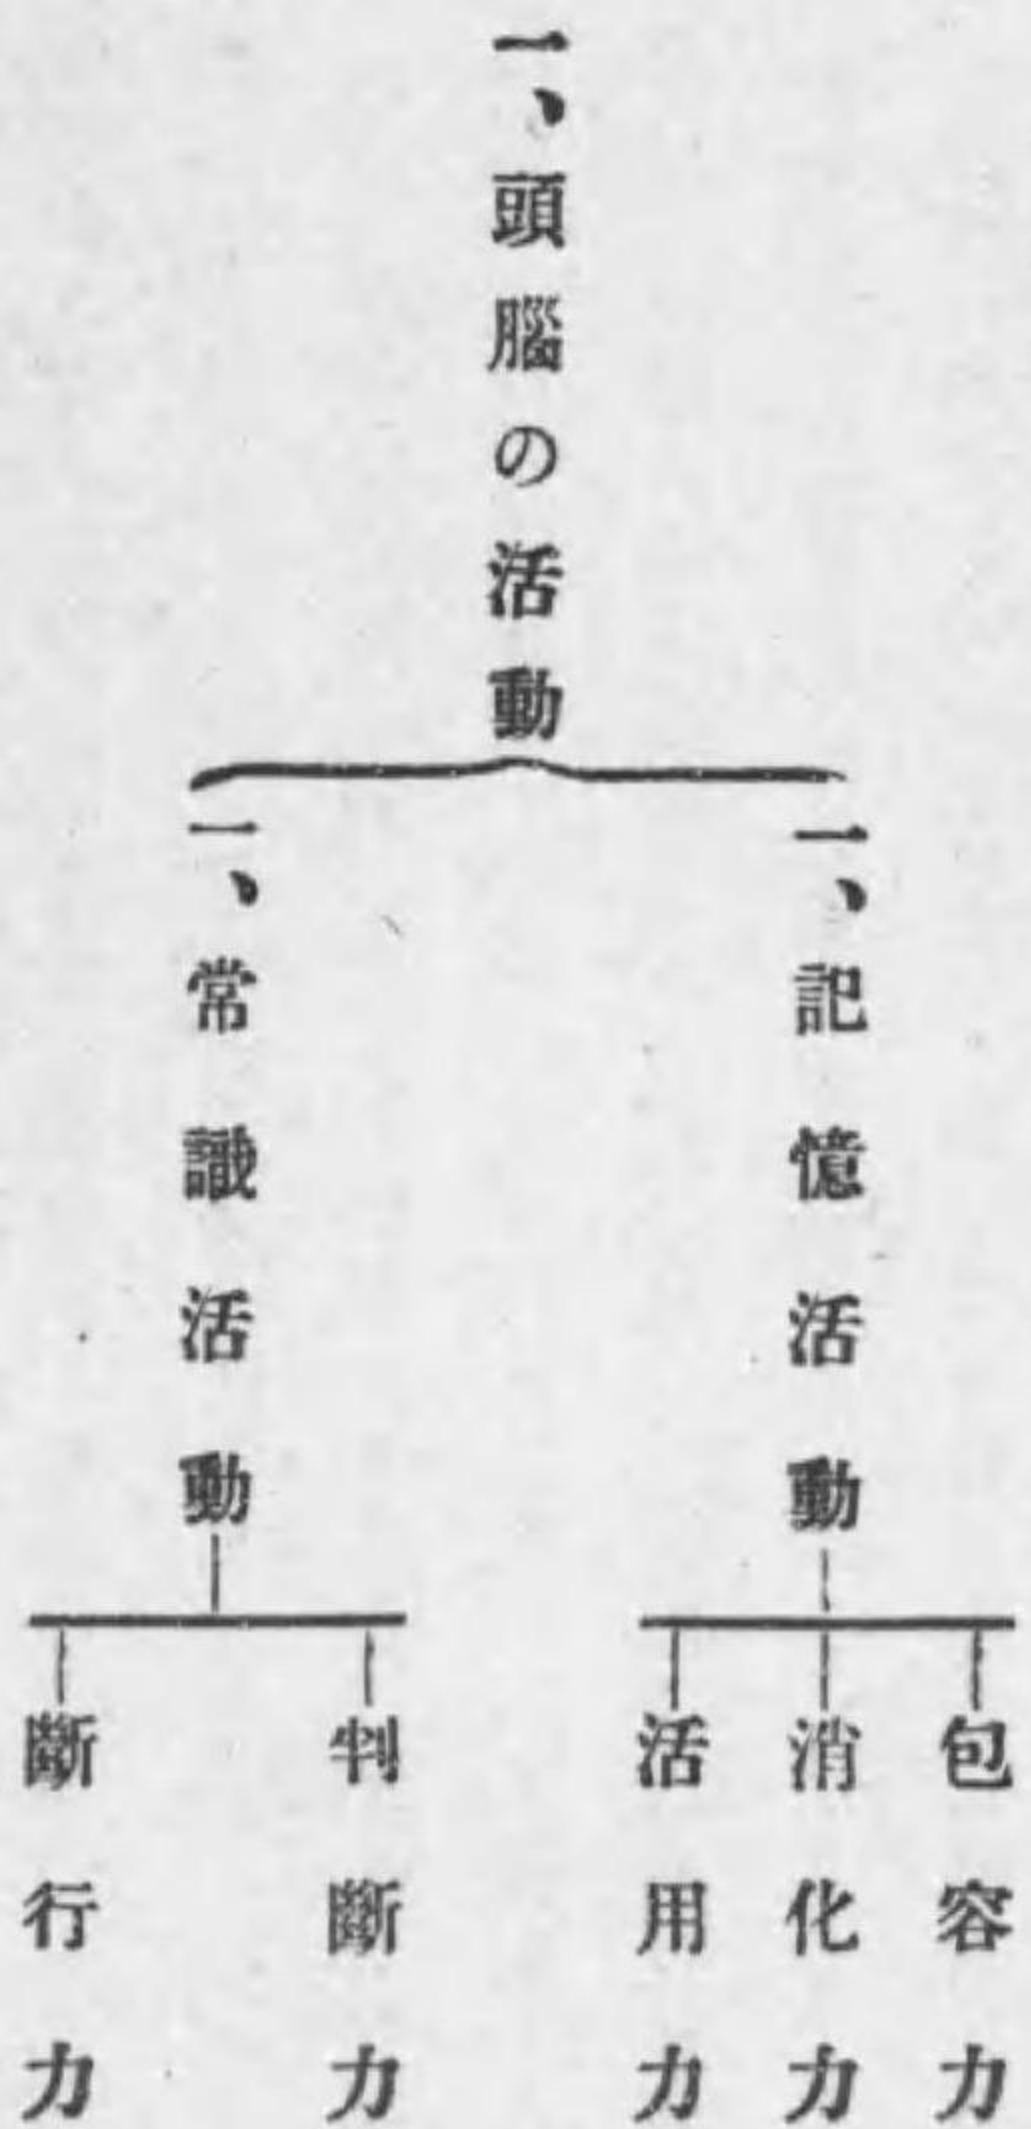 一、頭腦の活動
一、記憶活動
包容力
消化力
活用力
一、常識活動
判斷力
斷行力